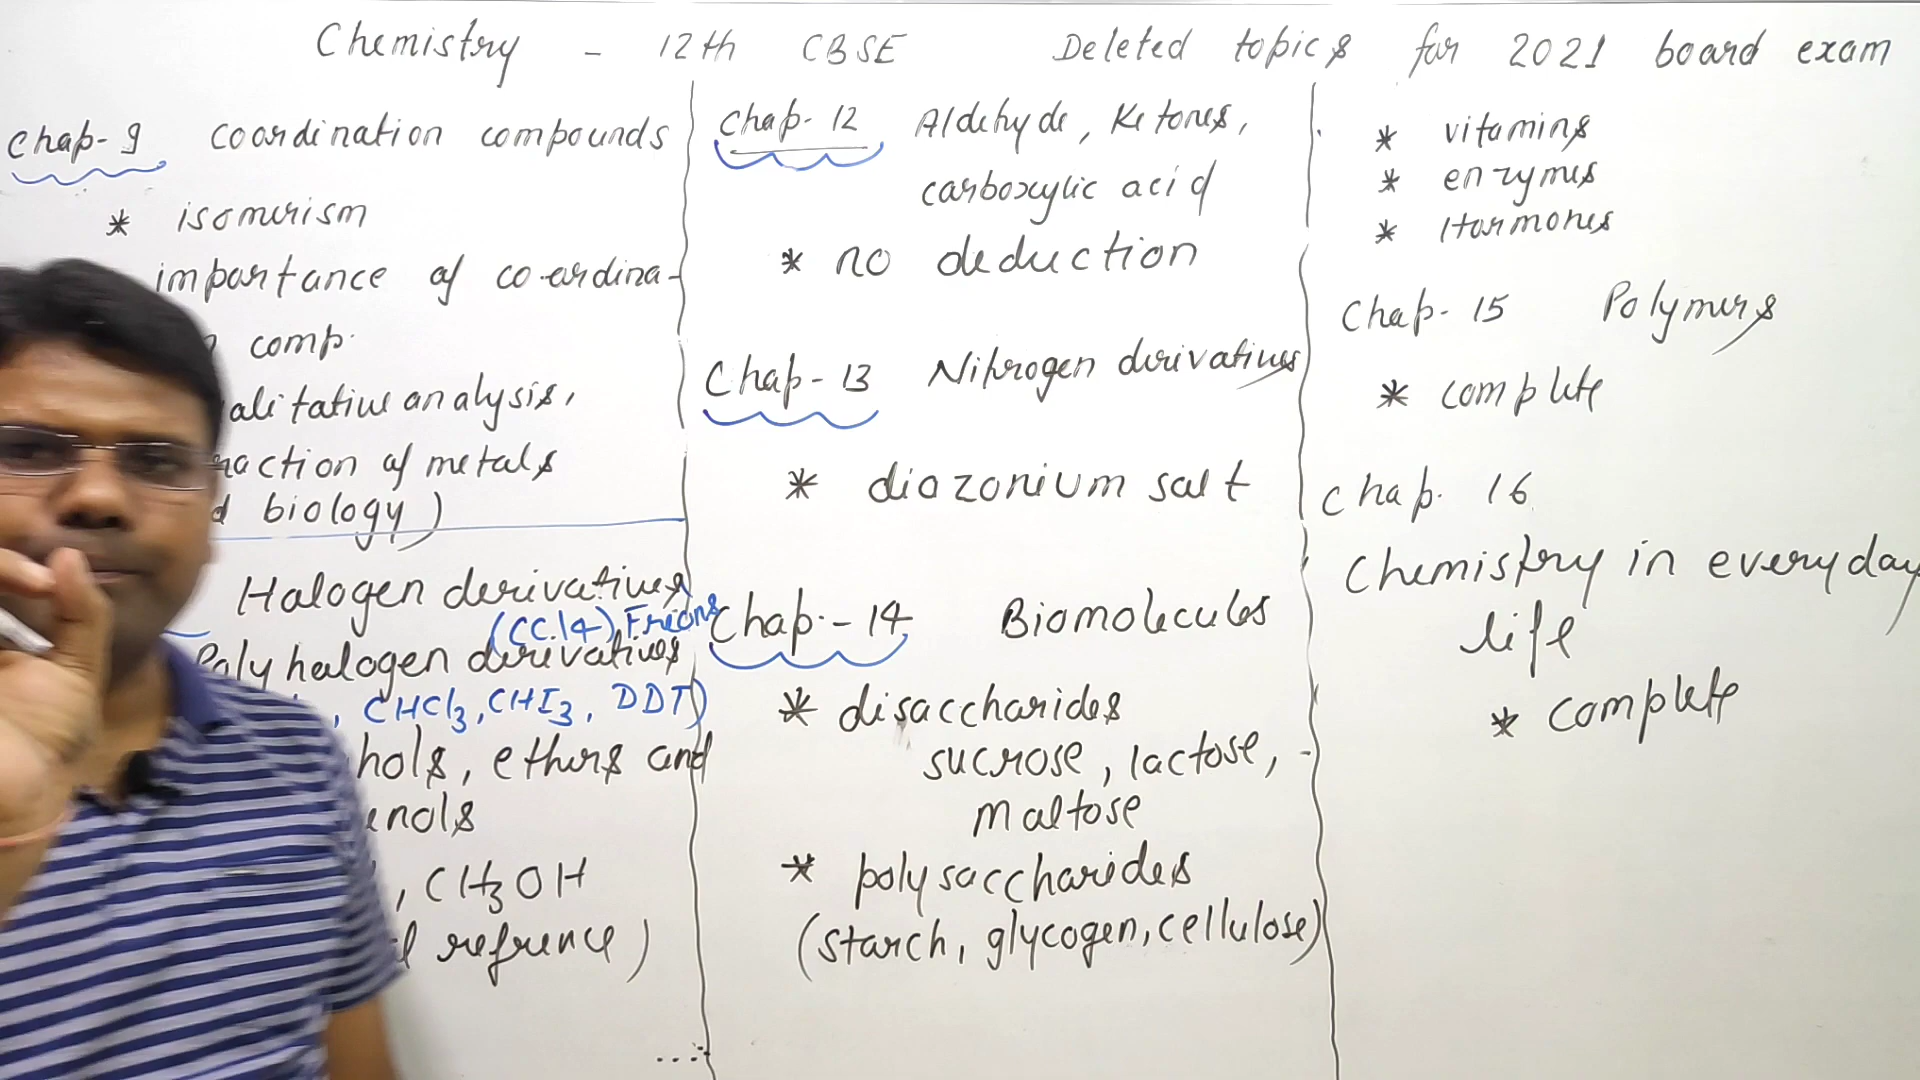 Chemistry - 12th CBSE Deleted topics for 2021 board exam
Chap-9 coordination compounds
* isomerism
importance of co-ordina-
comp.
alitative analysis,
action of metals
biology)
Halogen derivatives
(CCl4), Freons
Poly halogen derivatives
, CHCl3, CHI3, DDT)
hols, ethers and
enols
, CH3OH
refrence)
Chap-12 Aldehyde, Ketones,
carboxylic acid
* no deduction
Chap-13 Nitrogen derivatives
* diazonium salt
Chap.-14 Biomolecules
* disaccharides
sucrose, lactose,
maltose
* polysaccharides
(starch, glycogen, cellulose)
* vitamins
* enzymes
* Hormones
Chap-15 Polymers
* complete
Chap. 16
Chemistry in everyday
life
* complete